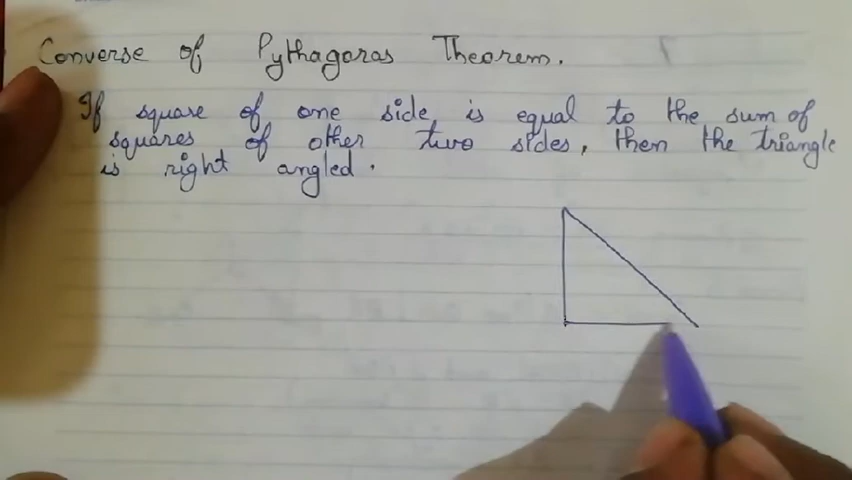 Converse of Pythagoras Theorem.
If square of one side is equal to the sum of
squares of other two sides, then the triangle
is right angled.